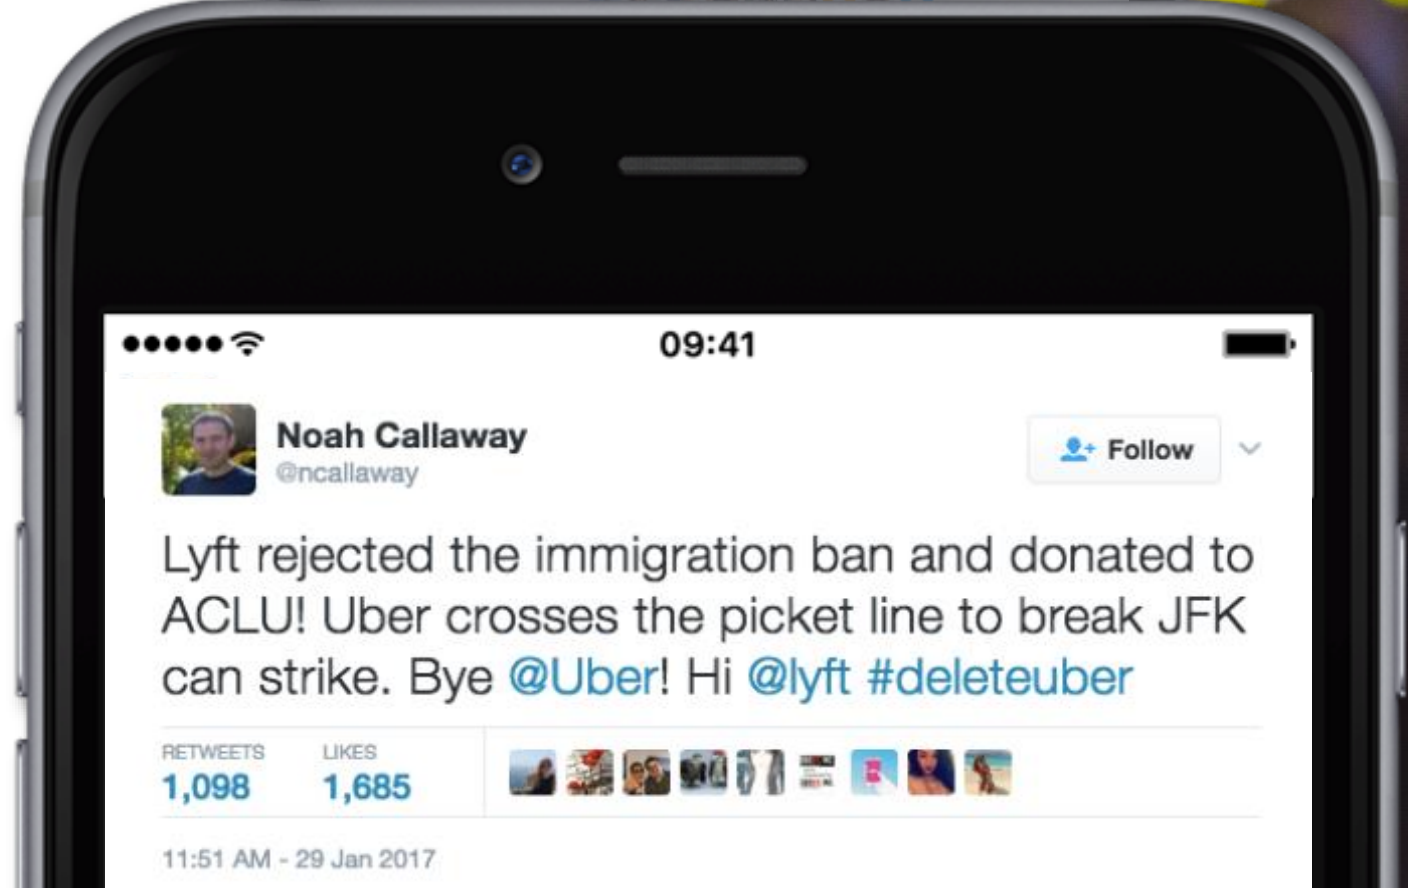 09:41
Noah Callaway
@ncallaway
Follow
Lyft rejected the immigration ban and donated to
ACLU! Uber crosses the picket line to break JFK
can strike. Bye @Uber! Hi @lyft #deleteuber
RETWEETS LIKES
1,098 1,685
11:51 AM - 29 Jan 2017